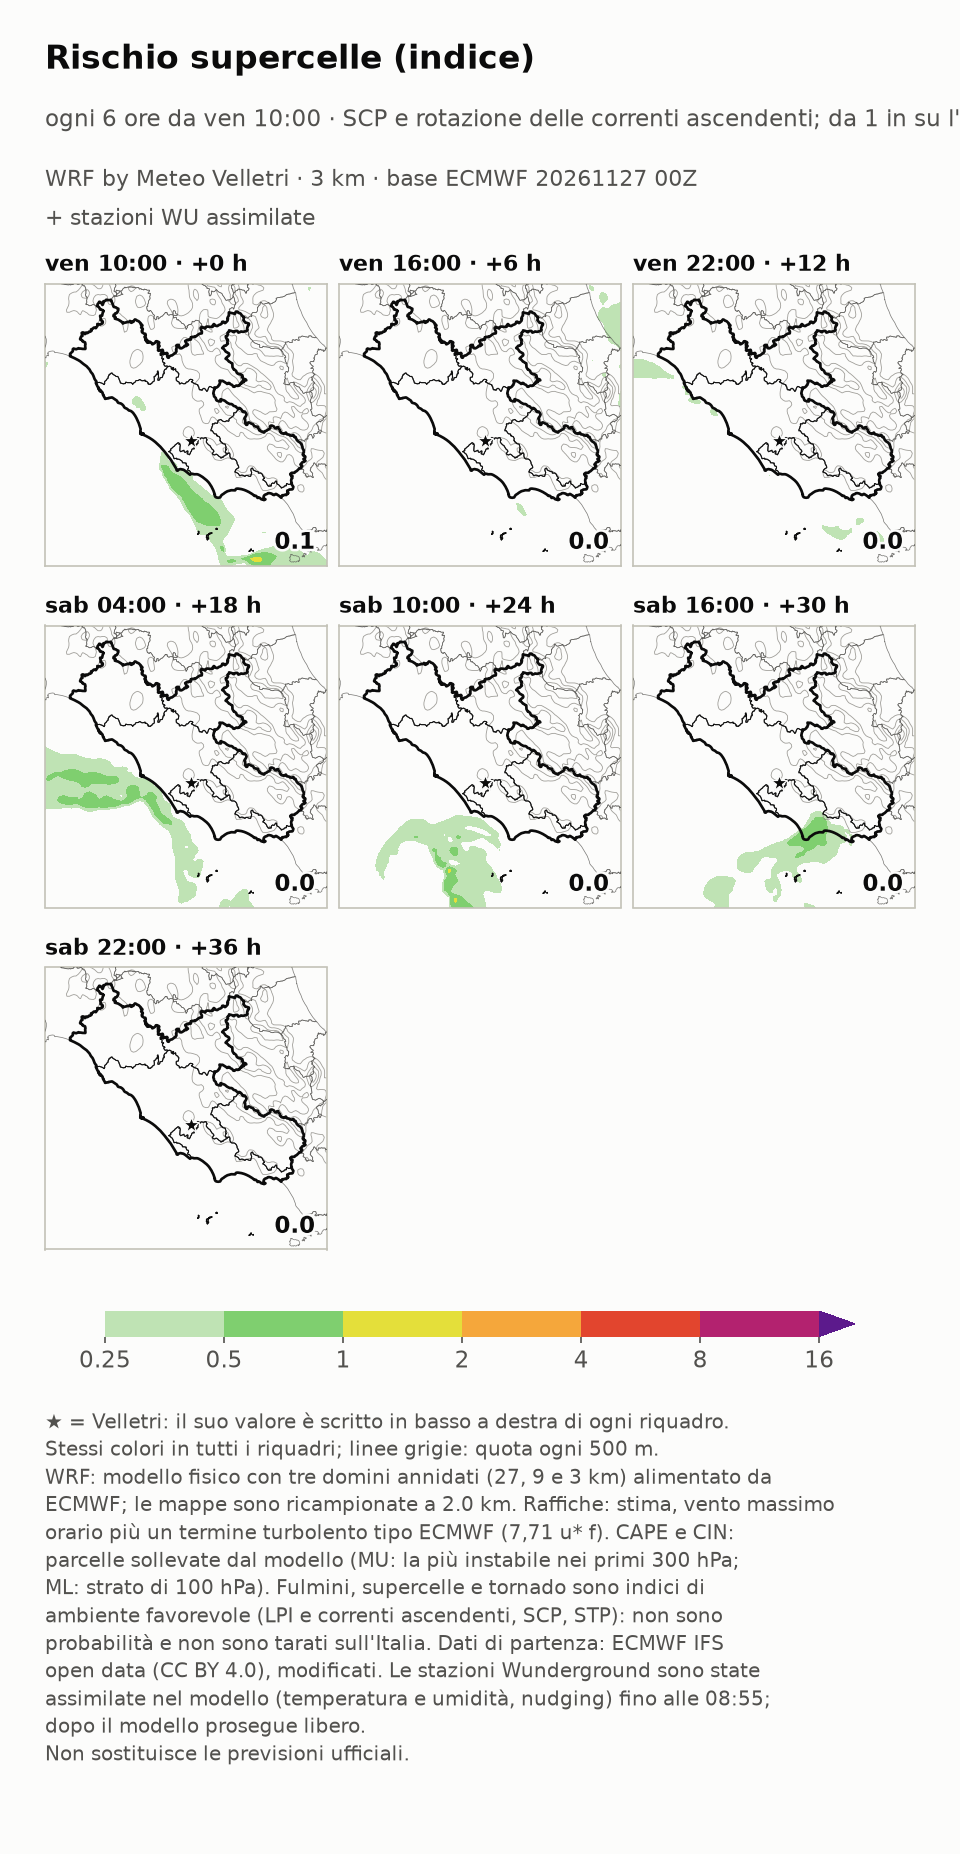 Rischio supercelle (indice)
ogni 6 ore da ven 10:00 · SCP e rotazione delle correnti ascendenti; da 1 in su l'
WRF by Meteo Velletri · 3 km · base ECMWF 20261127 00Z
+ stazioni WU assimilate
ven 10:00 · +0 h
ven 16:00 · +6 h
ven 22:00 · +12 h
0.1
0.0
0.0
sab 04:00 · +18 h
sab 10:00 · +24 h
sab 16:00 · +30 h
0.0
0.0
0.0
sab 22:00 · +36 h
0.0
0.25 0.5 1 2 4 8 16
★ = Velletri: il suo valore è scritto in basso a destra di ogni riquadro.
Stessi colori in tutti i riquadri; linee grigie: quota ogni 500 m.
WRF: modello fisico con tre domini annidati (27, 9 e 3 km) alimentato da
ECMWF; le mappe sono ricampionate a 2.0 km. Raffiche: stima, vento massimo
orario più un termine turbolento tipo ECMWF (7,71 u* f). CAPE e CIN:
parcelle sollevate dal modello (MU: la più instabile nei primi 300 hPa;
ML: strato di 100 hPa). Fulmini, supercelle e tornado sono indici di
ambiente favorevole (LPI e correnti ascendenti, SCP, STP): non sono
probabilità e non sono tarati sull'Italia. Dati di partenza: ECMWF IFS
open data (CC BY 4.0), modificati. Le stazioni Wunderground sono state
assimilate nel modello (temperatura e umidità, nudging) fino alle 08:55;
dopo il modello prosegue libero.
Non sostituisce le previsioni ufficiali.